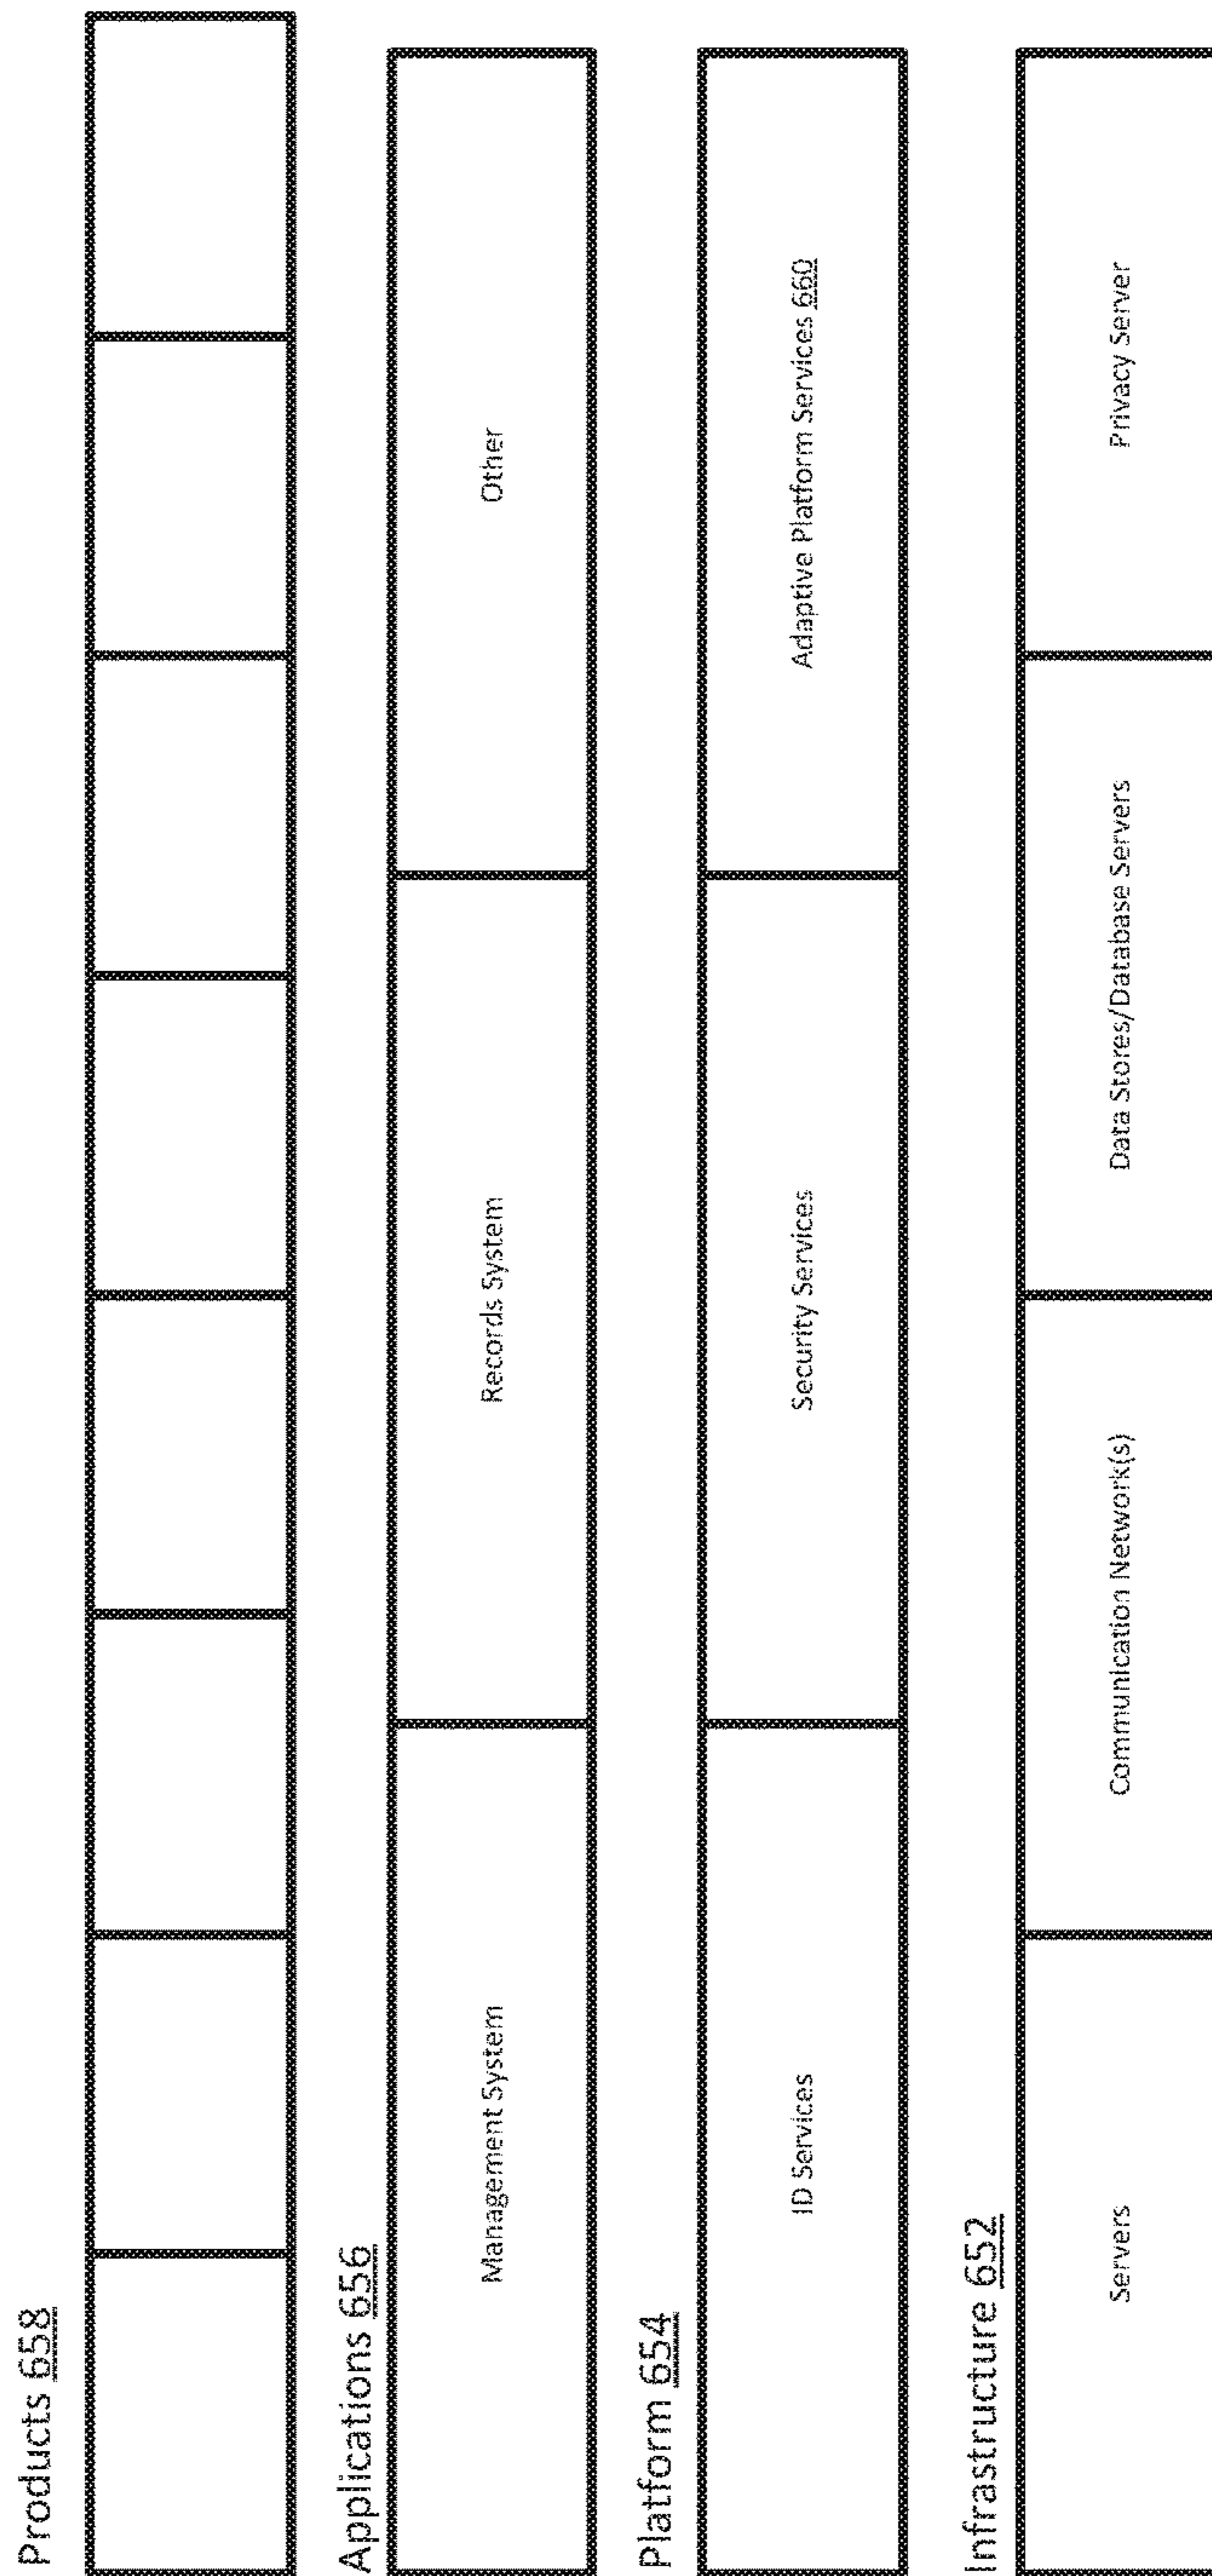 Products 658
Applications 656
Management System
Records System
Other
Platform 654
ID Services
Security Services
Adaptive Platform Services 660
Infrastructure 652
Servers
Communication Network(s)
Data Stores/Database Servers
Privacy Server